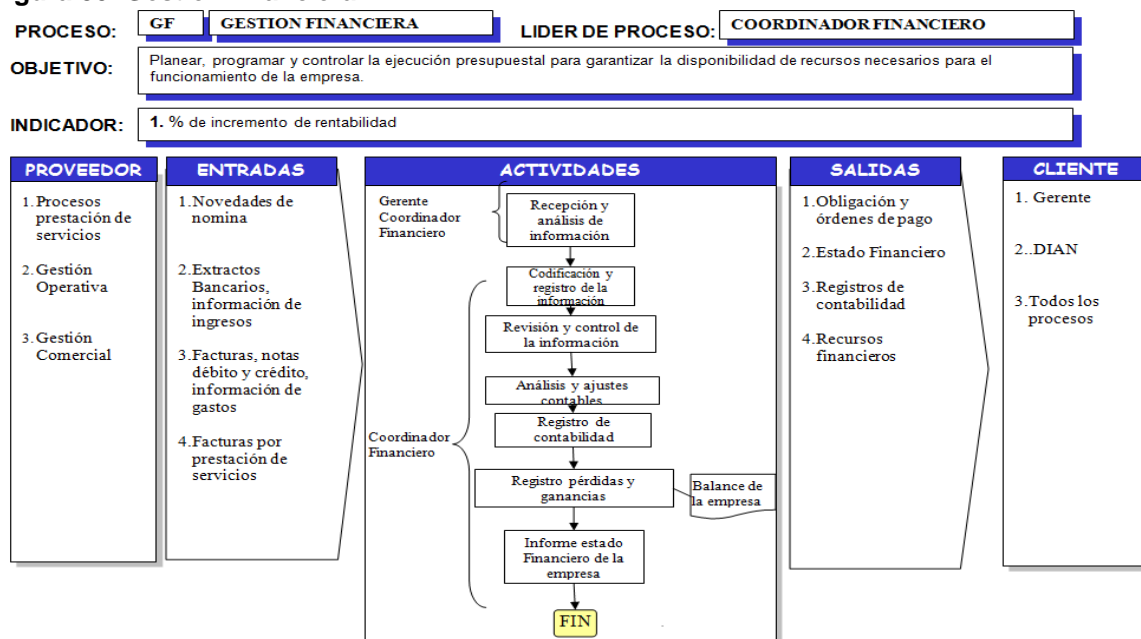 PROCESO: GF GESTION FINANCIERA LIDER DE PROCESO: COORDINADOR FINANCIERO
OBJETIVO: Planear, programar y controlar la ejecución presupuestal para garantizar la disponibilidad de recursos necesarios para el
funcionamiento de la empresa.
INDICADOR: 1. % de incremento de rentabilidad
PROVEEDOR
1.Procesos
prestación de
servicios
2.Gestión
Operativa
3.Gestión
Comercial
ENTRADAS
1.Novedades de
nomina
2.Extractos
Bancarios,
información de
ingresos
3.Facturas, notas
débito y crédito,
información de
gastos
4.Facturas por
prestación de
servicios
ACTIVIDADES
Gerente
Coordinador
Financiero
Recepción y
análisis de
información
Codificación y
registro de la
información
Revisión y control de
la información
Análisis y ajustes
contables
Registro de
contabilidad
Coordinador
Financiero
Registro pérdidas y
ganancias
Balance de
la empresa
Informe estado
Financiero de la
empresa
FIN
SALIDAS
1.Obligación y
órdenes de pago
2.Estado Financiero
3.Registros de
contabilidad
4.Recursos
financieros
CLIENTE
1. Gerente
2..DIAN
3.Todos los
procesos